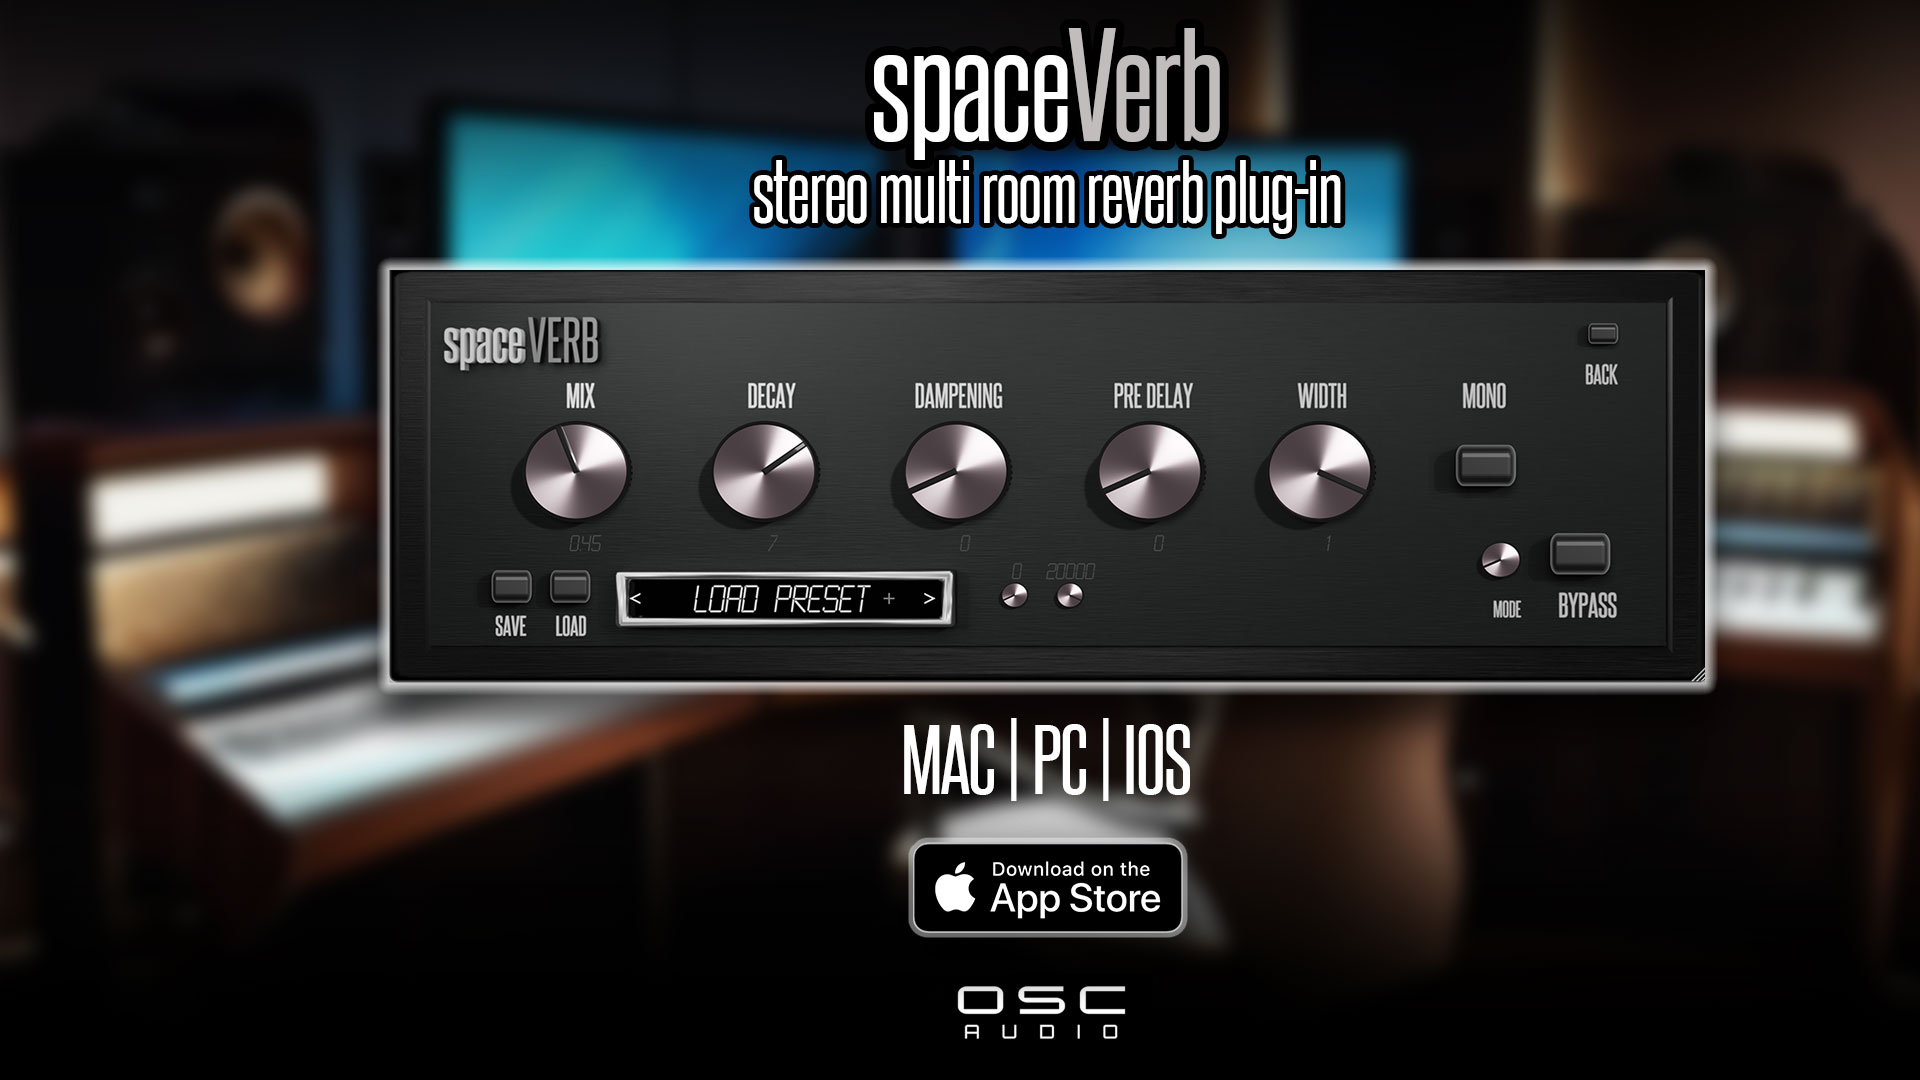 spaceVerb
stereo multi room reverb plug-in
spaceVERB
BACK
MIX DECAY DAMPENING PRE DELAY WIDTH MONO
0.45 7 0 0 1
0 20000
< LOAD PRESET + >
SAVE LOAD
MODE BYPASS
MAC | PC | IOS
Download on the
App Store
OSC
AUDIO